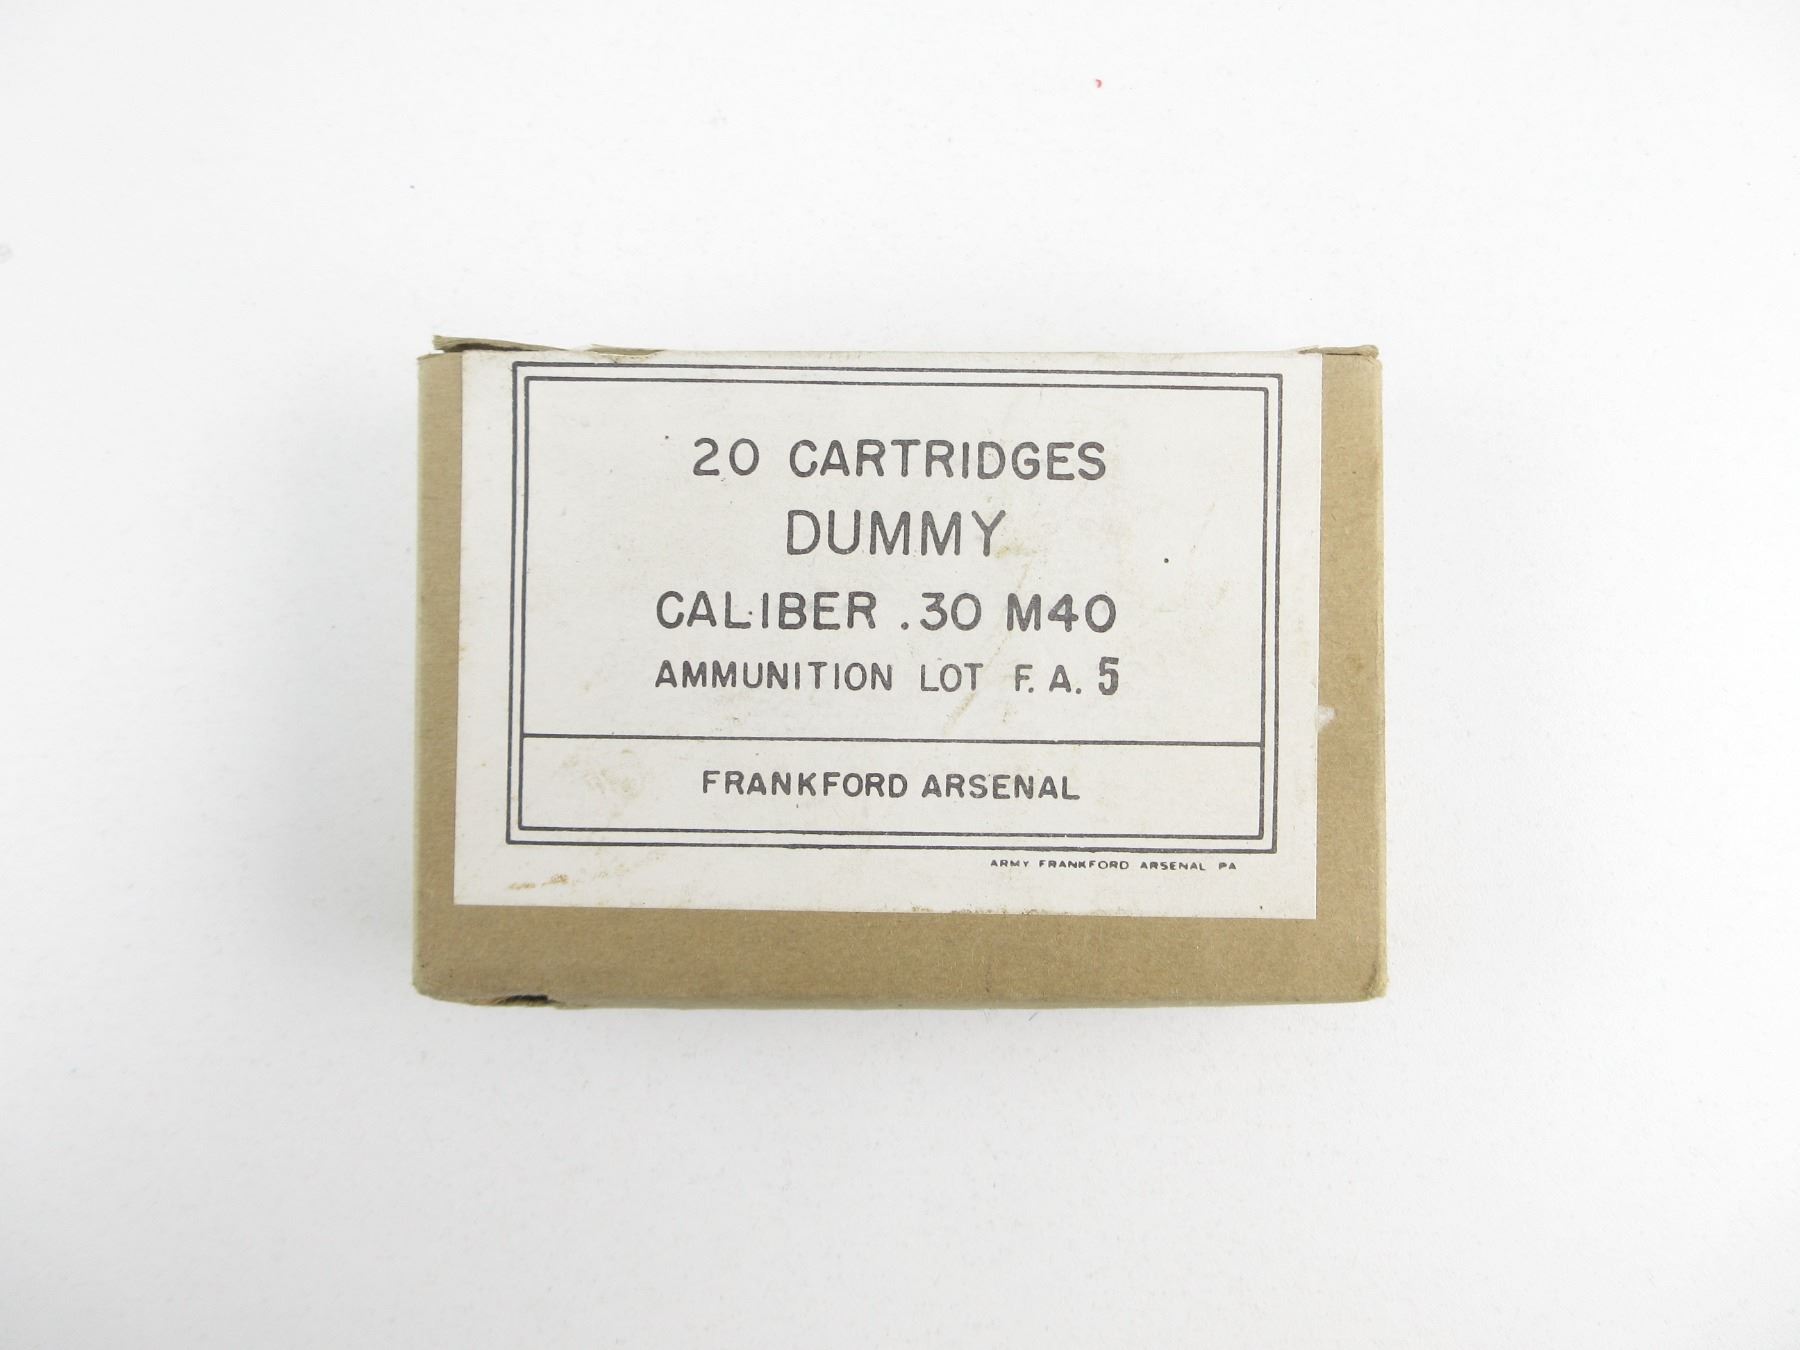 20 CARTRIDGES
DUMMY
CALIBER .30 M40
AMMUNITION LOT F. A. 5
FRANKFORD ARSENAL
ARMY FRANKFORD ARSENAL PA